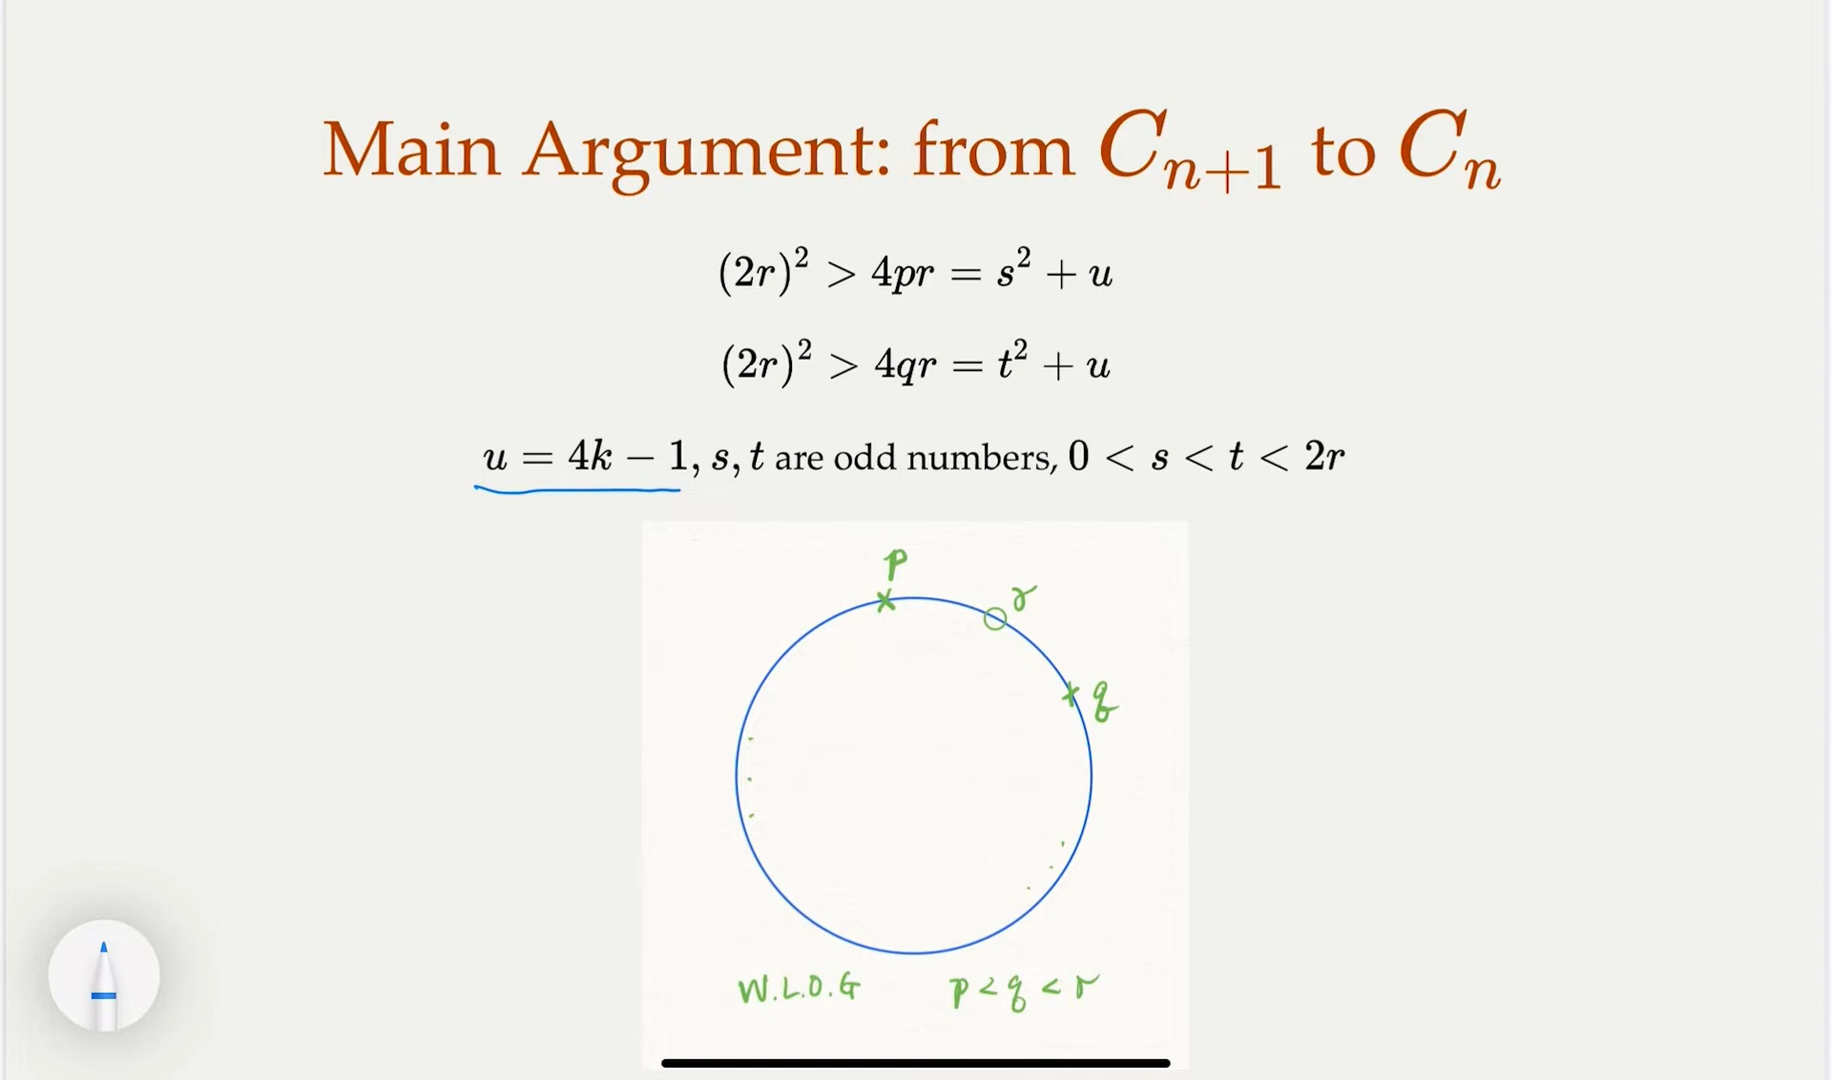 Main Argument: from $C_{n+1}$ to $C_n$
$(2r)^2 > 4pr = s^2 + u$
$(2r)^2 > 4qr = t^2 + u$
$u = 4k - 1, s, t$ are odd numbers, $0 < s < t < 2r$
p
r
q
W.L.O.G p < q < r